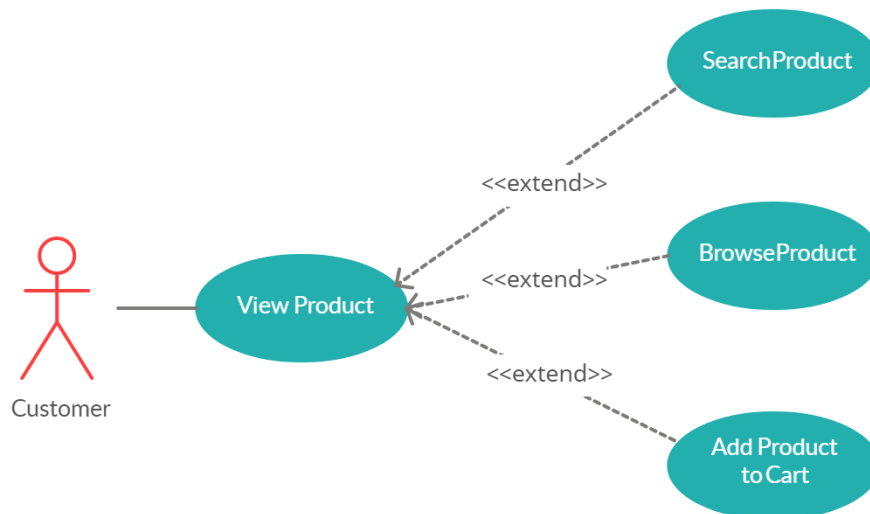 SearchProduct
<<extend>>
BrowseProduct
<<extend>>
View Product
<<extend>>
Customer
Add Product
to Cart